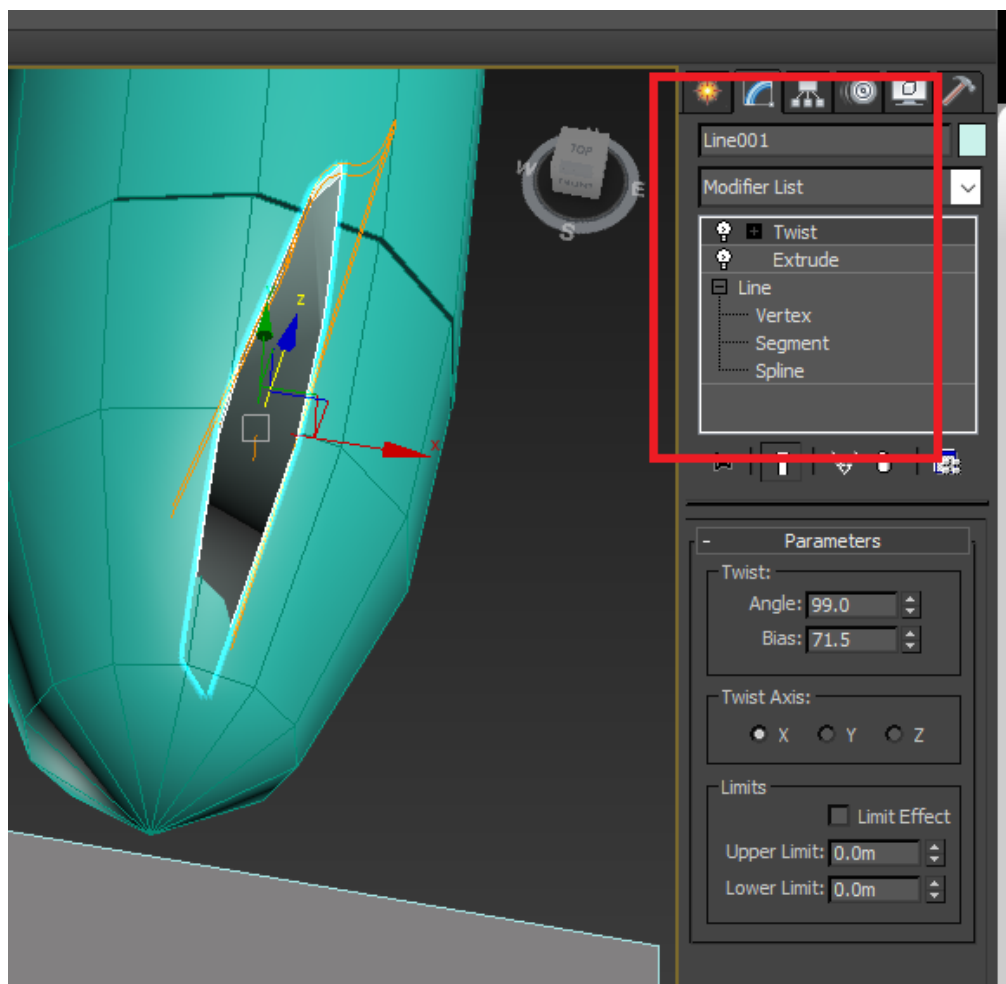 Line001
Modifier List
Twist
Extrude
Line
Vertex
Segment
Spline
TOP
W
E
S
z
x
- Parameters
Twist:
Angle: 99.0
Bias: 71.5
Twist Axis:
X Y Z
Limits
Limit Effect
Upper Limit: 0.0m
Lower Limit: 0.0m